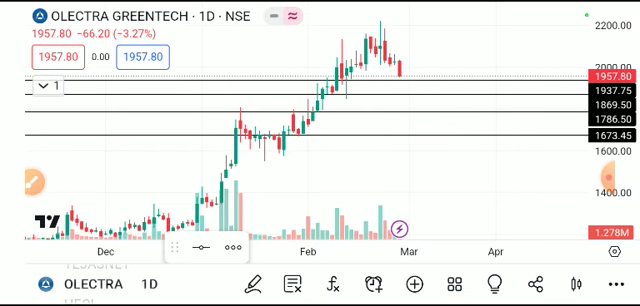 OLECTRA GREENTECH · 1D · NSE
1957.80 −66.20 (−3.27%)
1957.80 0.00 1957.80
1
2200.00
2000.00
1957.80
1937.75
1869.50
1786.50
1673.45
1600.00
1400.00
1.278M
Dec Feb Mar Apr
OLECTRA 1D